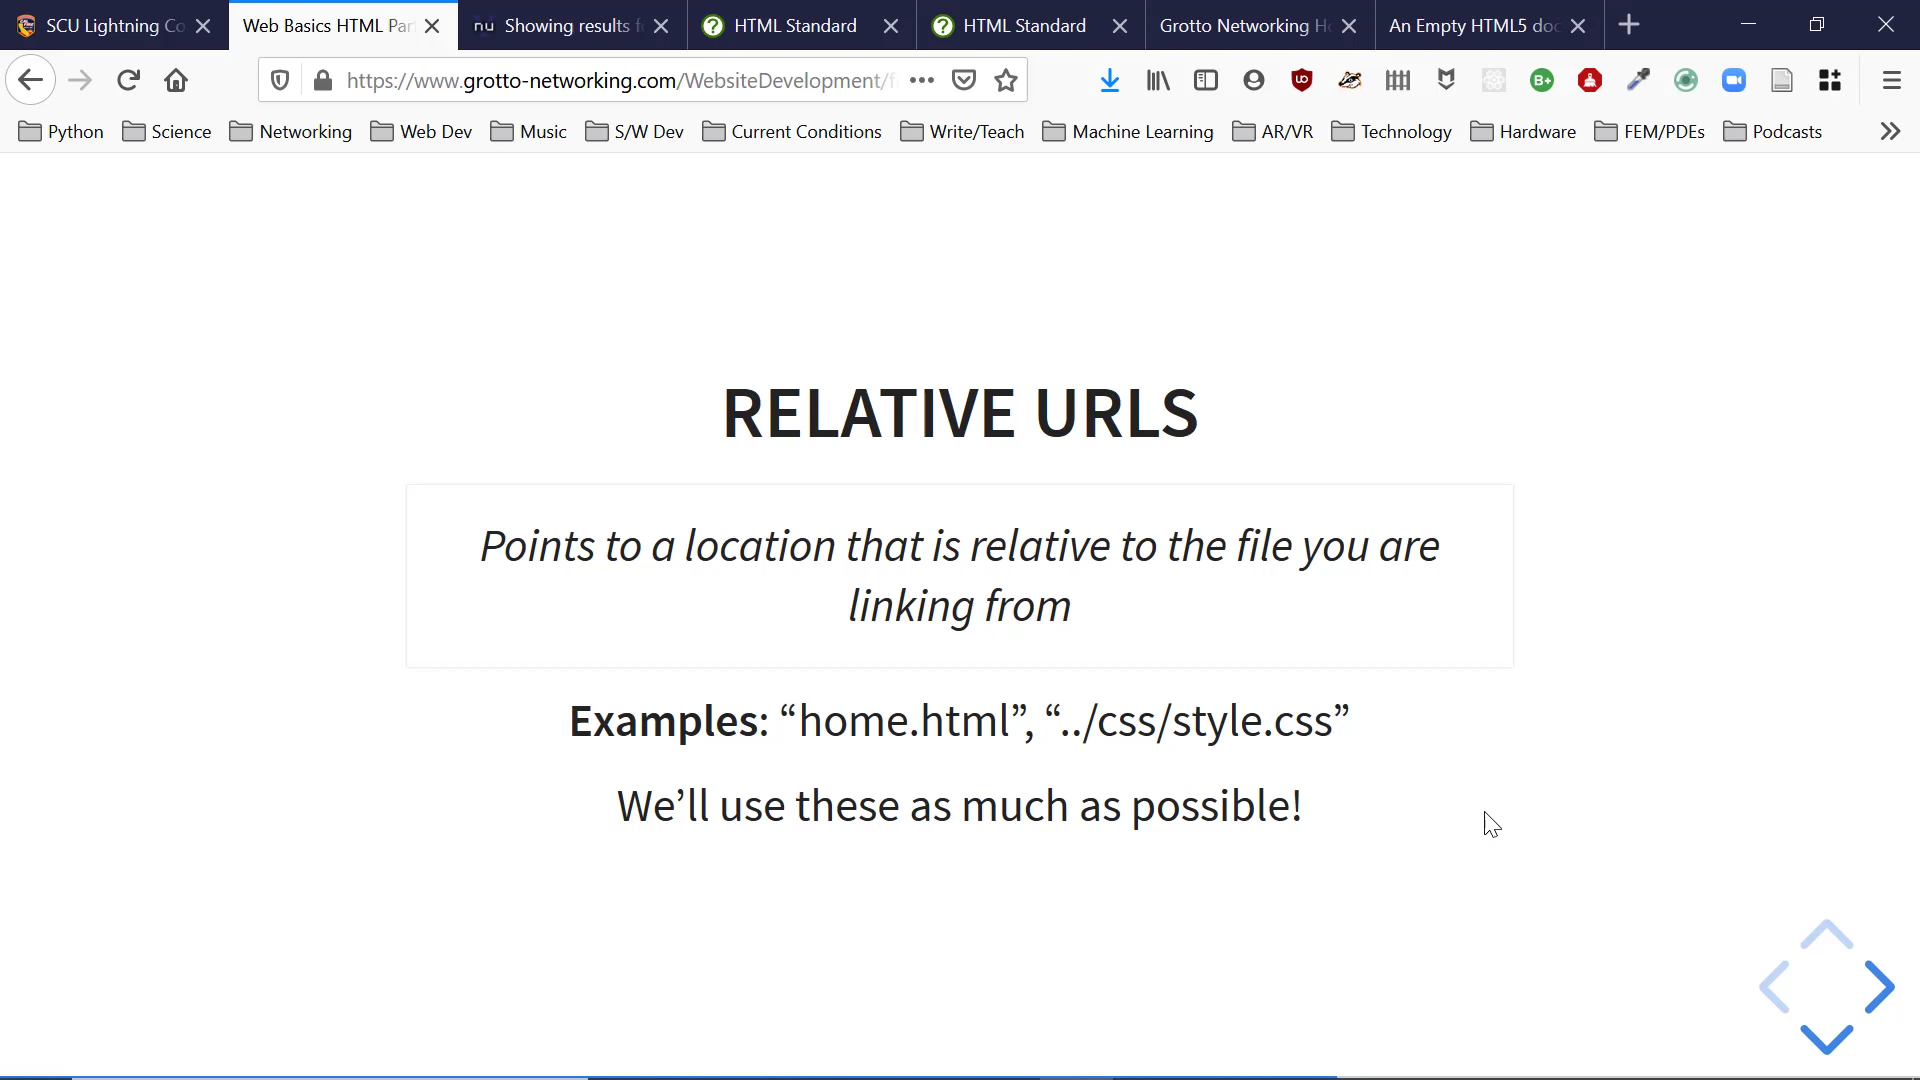 SCU Lightning Co
Web Basics HTML Par
nu Showing results f
HTML Standard
HTML Standard
Grotto Networking H
An Empty HTML5 doc
https://www.grotto-networking.com/WebsiteDevelopment/f
B+
Python
Science
Networking
Web Dev
Music
S/W Dev
Current Conditions
Write/Teach
Machine Learning
AR/VR
Technology
Hardware
FEM/PDEs
Podcasts
RELATIVE URLS
Points to a location that is relative to the file you are
linking from
Examples: “home.html”, “../css/style.css”
We’ll use these as much as possible!